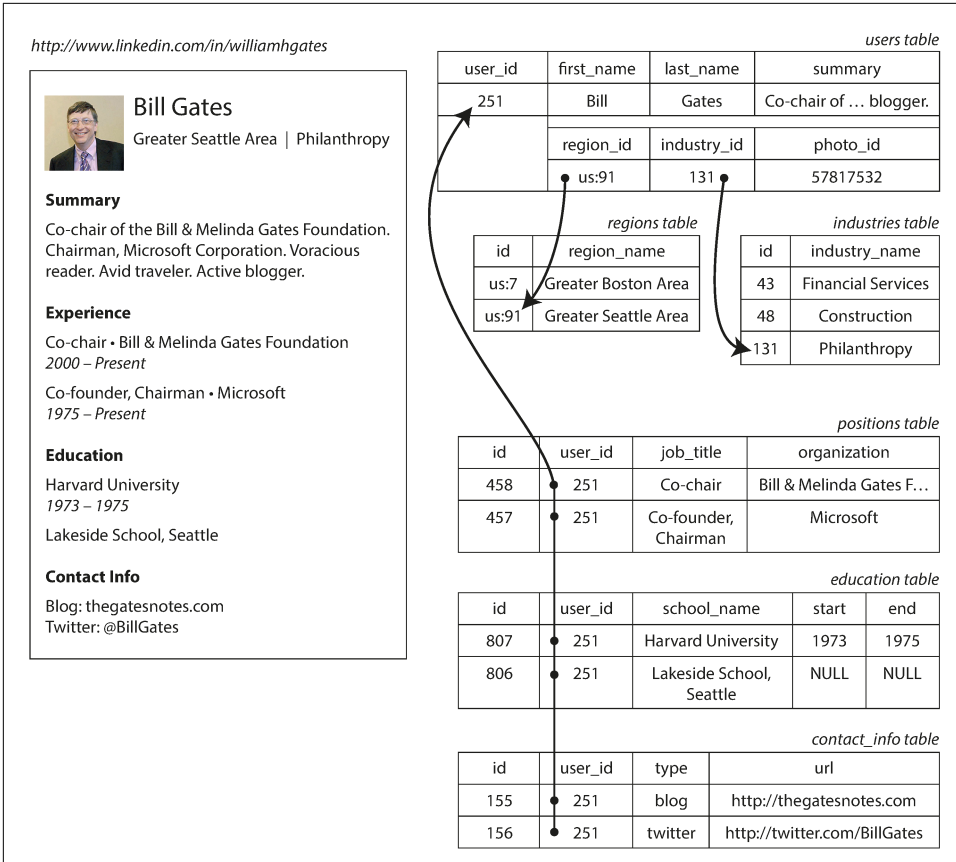 http://www.linkedin.com/in/williamhgates
Bill Gates
Greater Seattle Area | Philanthropy
Summary
Co-chair of the Bill & Melinda Gates Foundation.
Chairman, Microsoft Corporation. Voracious
reader. Avid traveler. Active blogger.
Experience
Co-chair • Bill & Melinda Gates Foundation
2000 – Present
Co-founder, Chairman • Microsoft
1975 – Present
Education
Harvard University
1973 – 1975
Lakeside School, Seattle
Contact Info
Blog: thegatesnotes.com
Twitter: @BillGates
users table
user_id first_name last_name summary
251 Bill Gates Co-chair of … blogger.
region_id industry_id photo_id
us:91 131 57817532
regions table
id region_name
us:7 Greater Boston Area
us:91 Greater Seattle Area
industries table
id industry_name
43 Financial Services
48 Construction
131 Philanthropy
positions table
id user_id job_title organization
458 251 Co-chair Bill & Melinda Gates F…
457 251 Co-founder, Microsoft
Chairman
education table
id user_id school_name start end
807 251 Harvard University 1973 1975
806 251 Lakeside School, NULL NULL
Seattle
contact_info table
id user_id type url
155 251 blog http://thegatesnotes.com
156 251 twitter http://twitter.com/BillGates